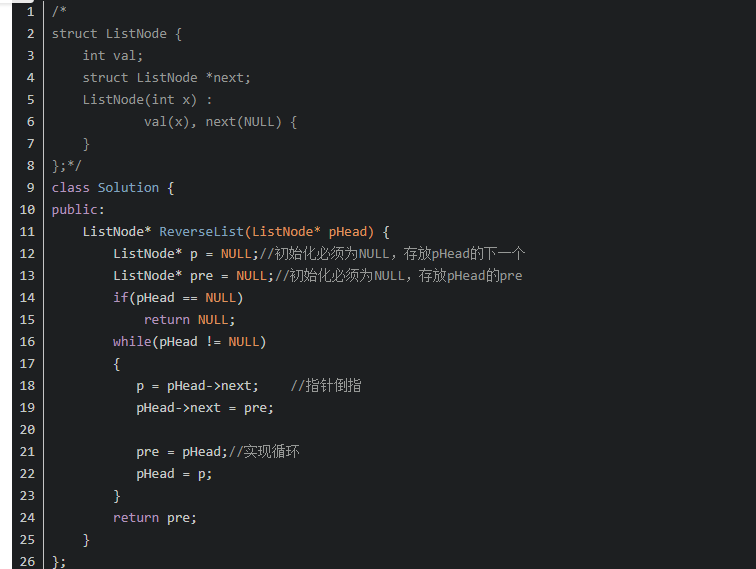 1 /*
2 struct ListNode {
3     int val;
4     struct ListNode *next;
5     ListNode(int x) :
6             val(x), next(NULL) {
7     }
8 };*/
9 class Solution {
10 public:
11     ListNode* ReverseList(ListNode* pHead) {
12         ListNode* p = NULL;//初始化必须为NULL，存放pHead的下一个
13         ListNode* pre = NULL;//初始化必须为NULL，存放pHead的pre
14         if(pHead == NULL)
15             return NULL;
16         while(pHead != NULL)
17         {
18            p = pHead->next;    //指针倒指
19            pHead->next = pre;
20
21            pre = pHead;//实现循环
22            pHead = p;
23         }
24         return pre;
25     }
26 };